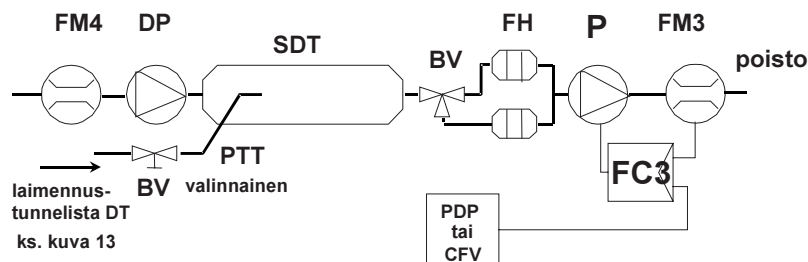 FM4 DP
SDT
BV
FH
P
FM3
poisto
PTT
BV valinnainen
laimennus-
tunnelista DT
ks. kuva 13
FC3
PDP
tai
CFV